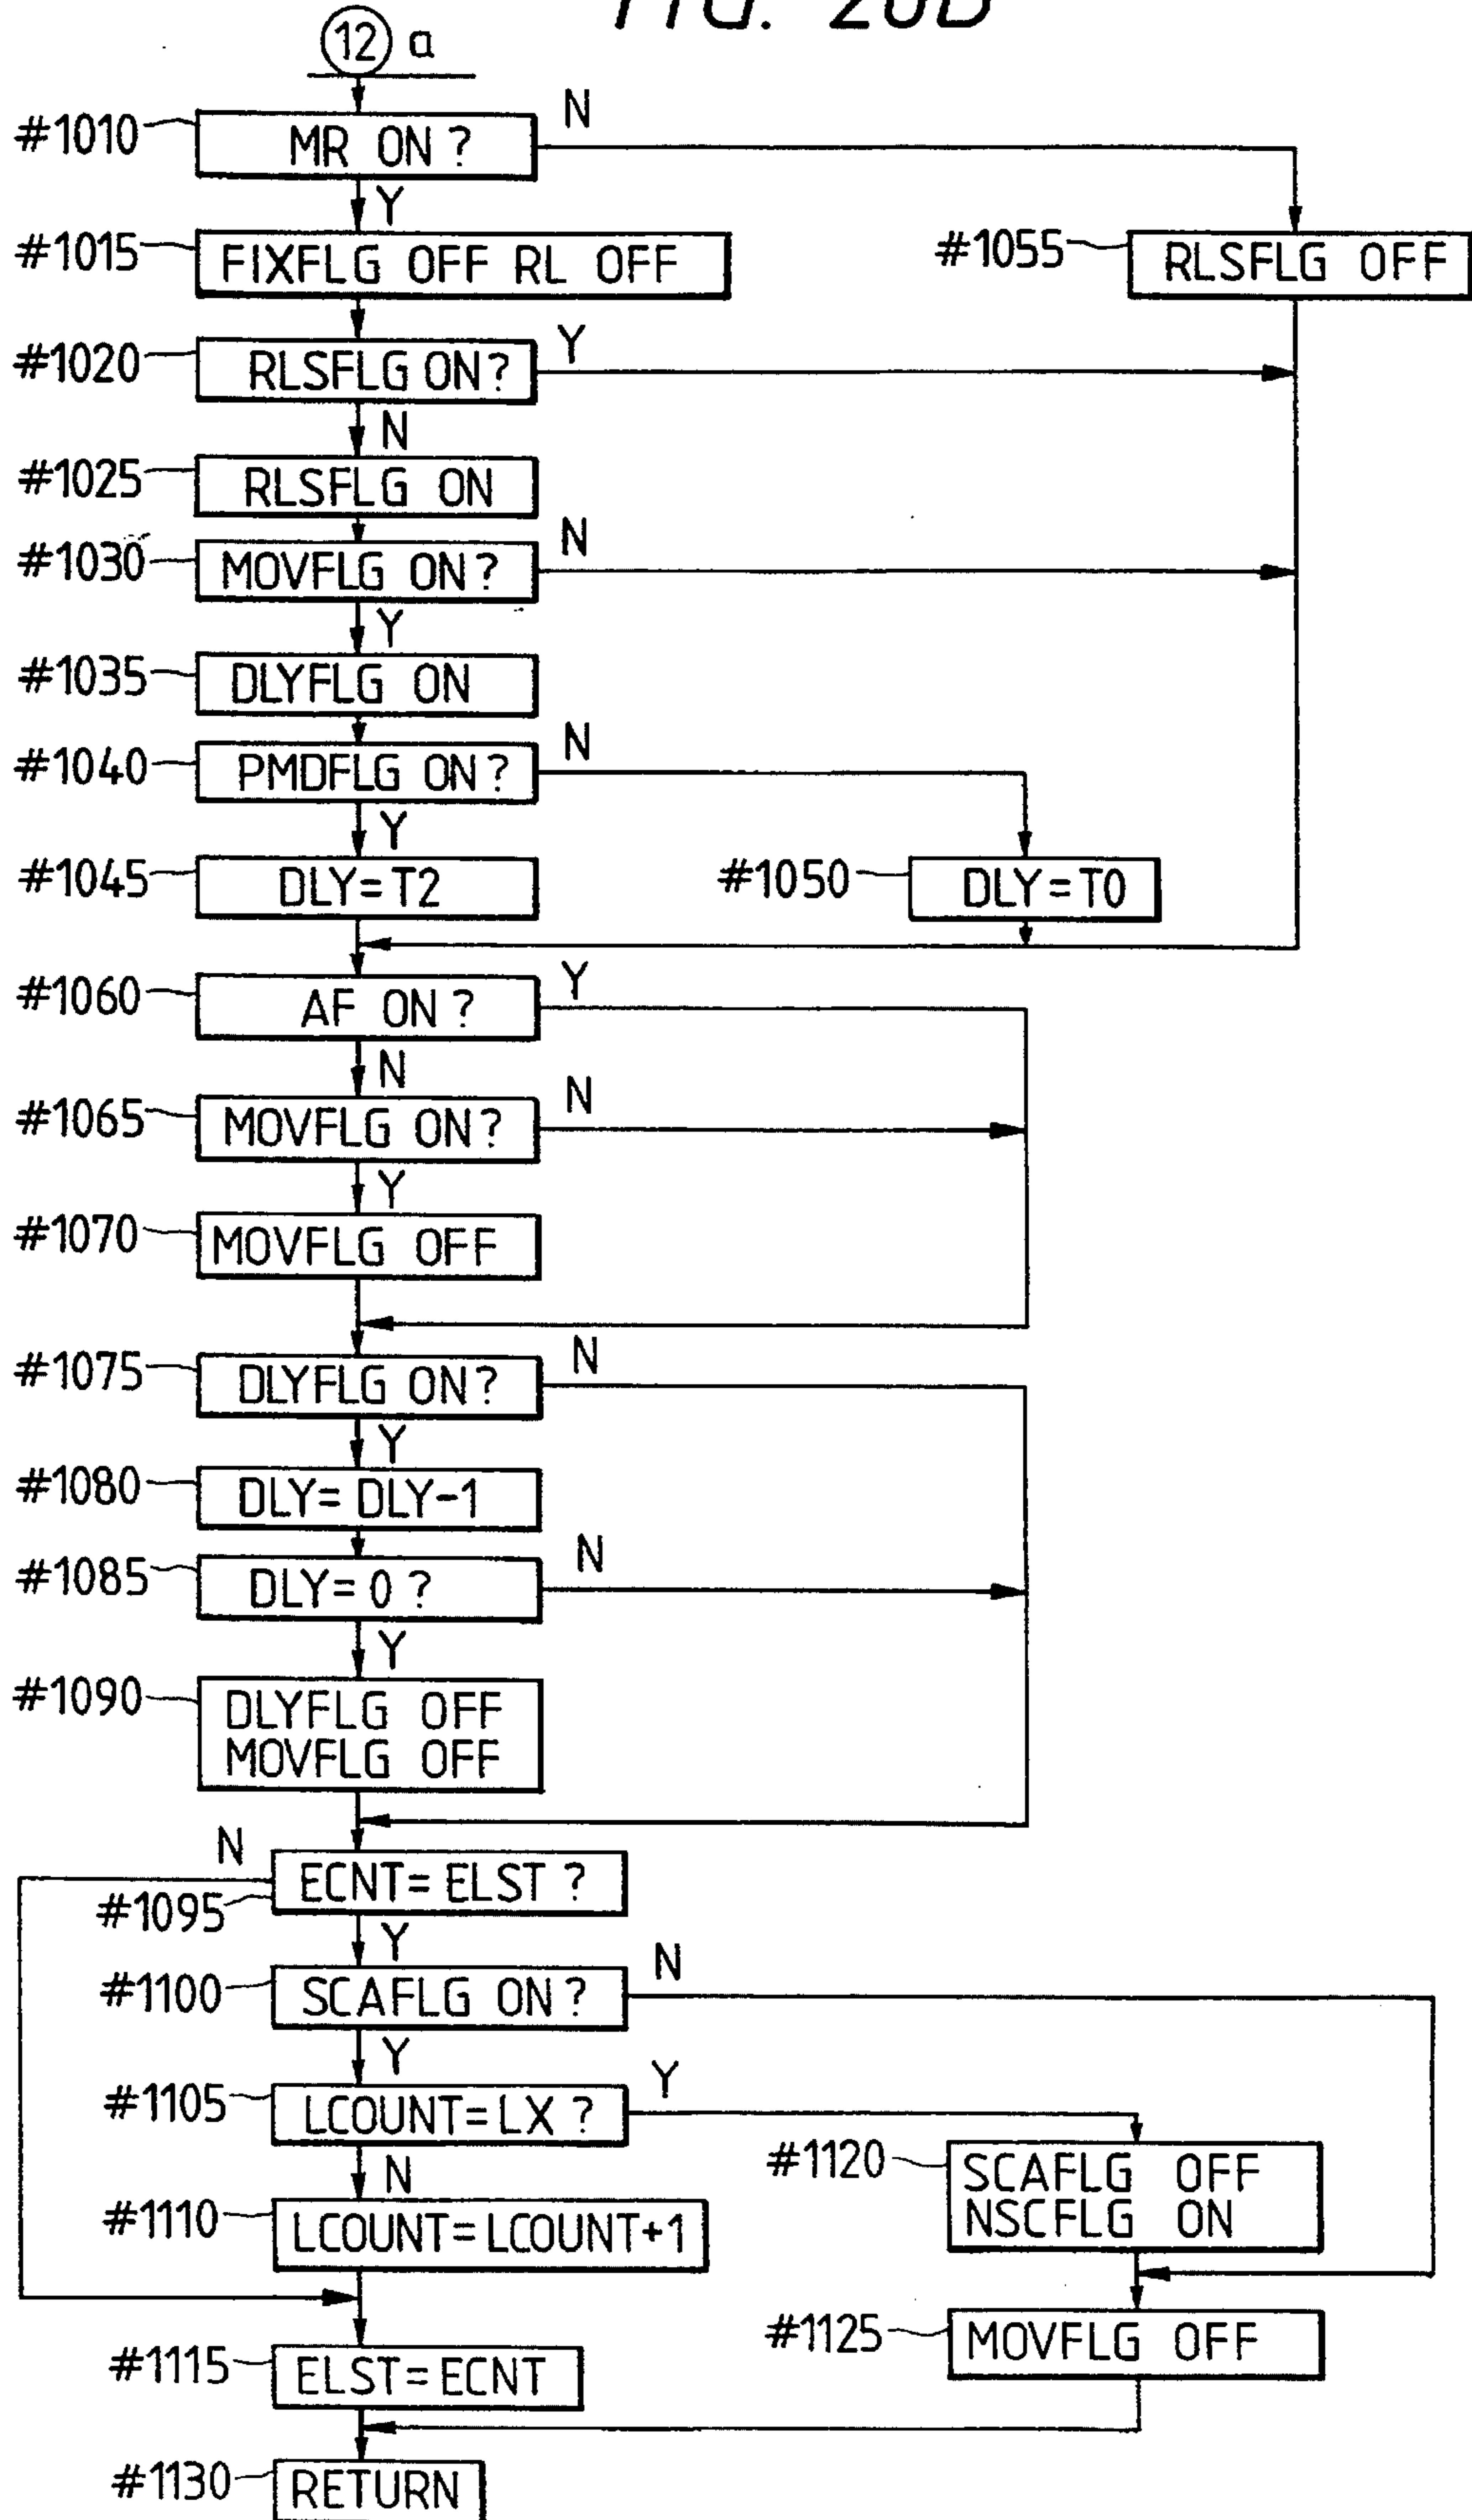 FIG. 20D
12 a
#1010 MR ON ? N
Y
#1015 FIXFLG OFF RL OFF
#1055 RLSFLG OFF
#1020 RLSFLG ON? Y
N
#1025 RLSFLG ON
#1030 MOVFLG ON? N
Y
#1035 DLYFLG ON
#1040 PMDFLG ON? N
Y
#1045 DLY=T2
#1050 DLY=T0
#1060 AF ON ? Y
N
#1065 MOVFLG ON? N
Y
#1070 MOVFLG OFF
#1075 DLYFLG ON? N
Y
#1080 DLY=DLY-1
#1085 DLY=0 ? N
Y
#1090 DLYFLG OFF
MOVFLG OFF
N
#1095 ECNT=ELST ?
Y
#1100 SCAFLG ON ? N
Y
#1105 LCOUNT=LX ? Y
N
#1120 SCAFLG OFF
NSCFLG ON
#1110 LCOUNT=LCOUNT+1
#1125 MOVFLG OFF
#1115 ELST=ECNT
#1130 RETURN